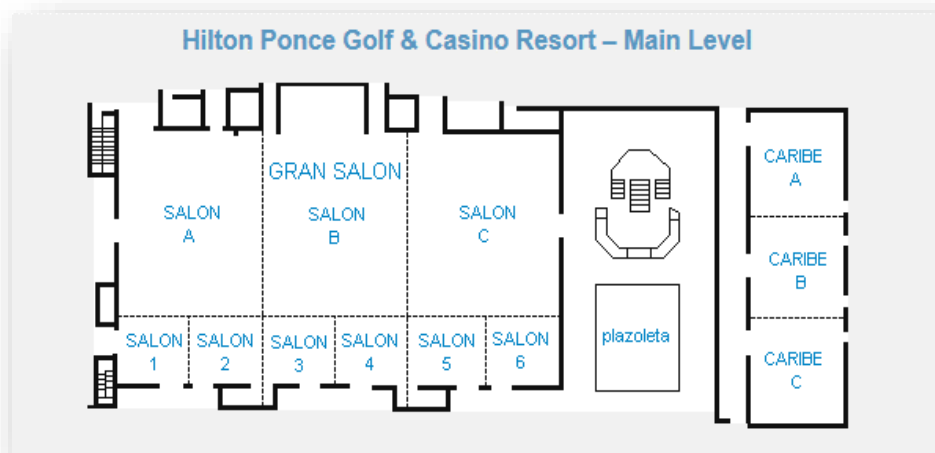 Hilton Ponce Golf & Casino Resort – Main Level
GRAN SALON
SALON
A
SALON
B
SALON
C
SALON
1
SALON
2
SALON
3
SALON
4
SALON
5
SALON
6
plazoleta
CARIBE
A
CARIBE
B
CARIBE
C